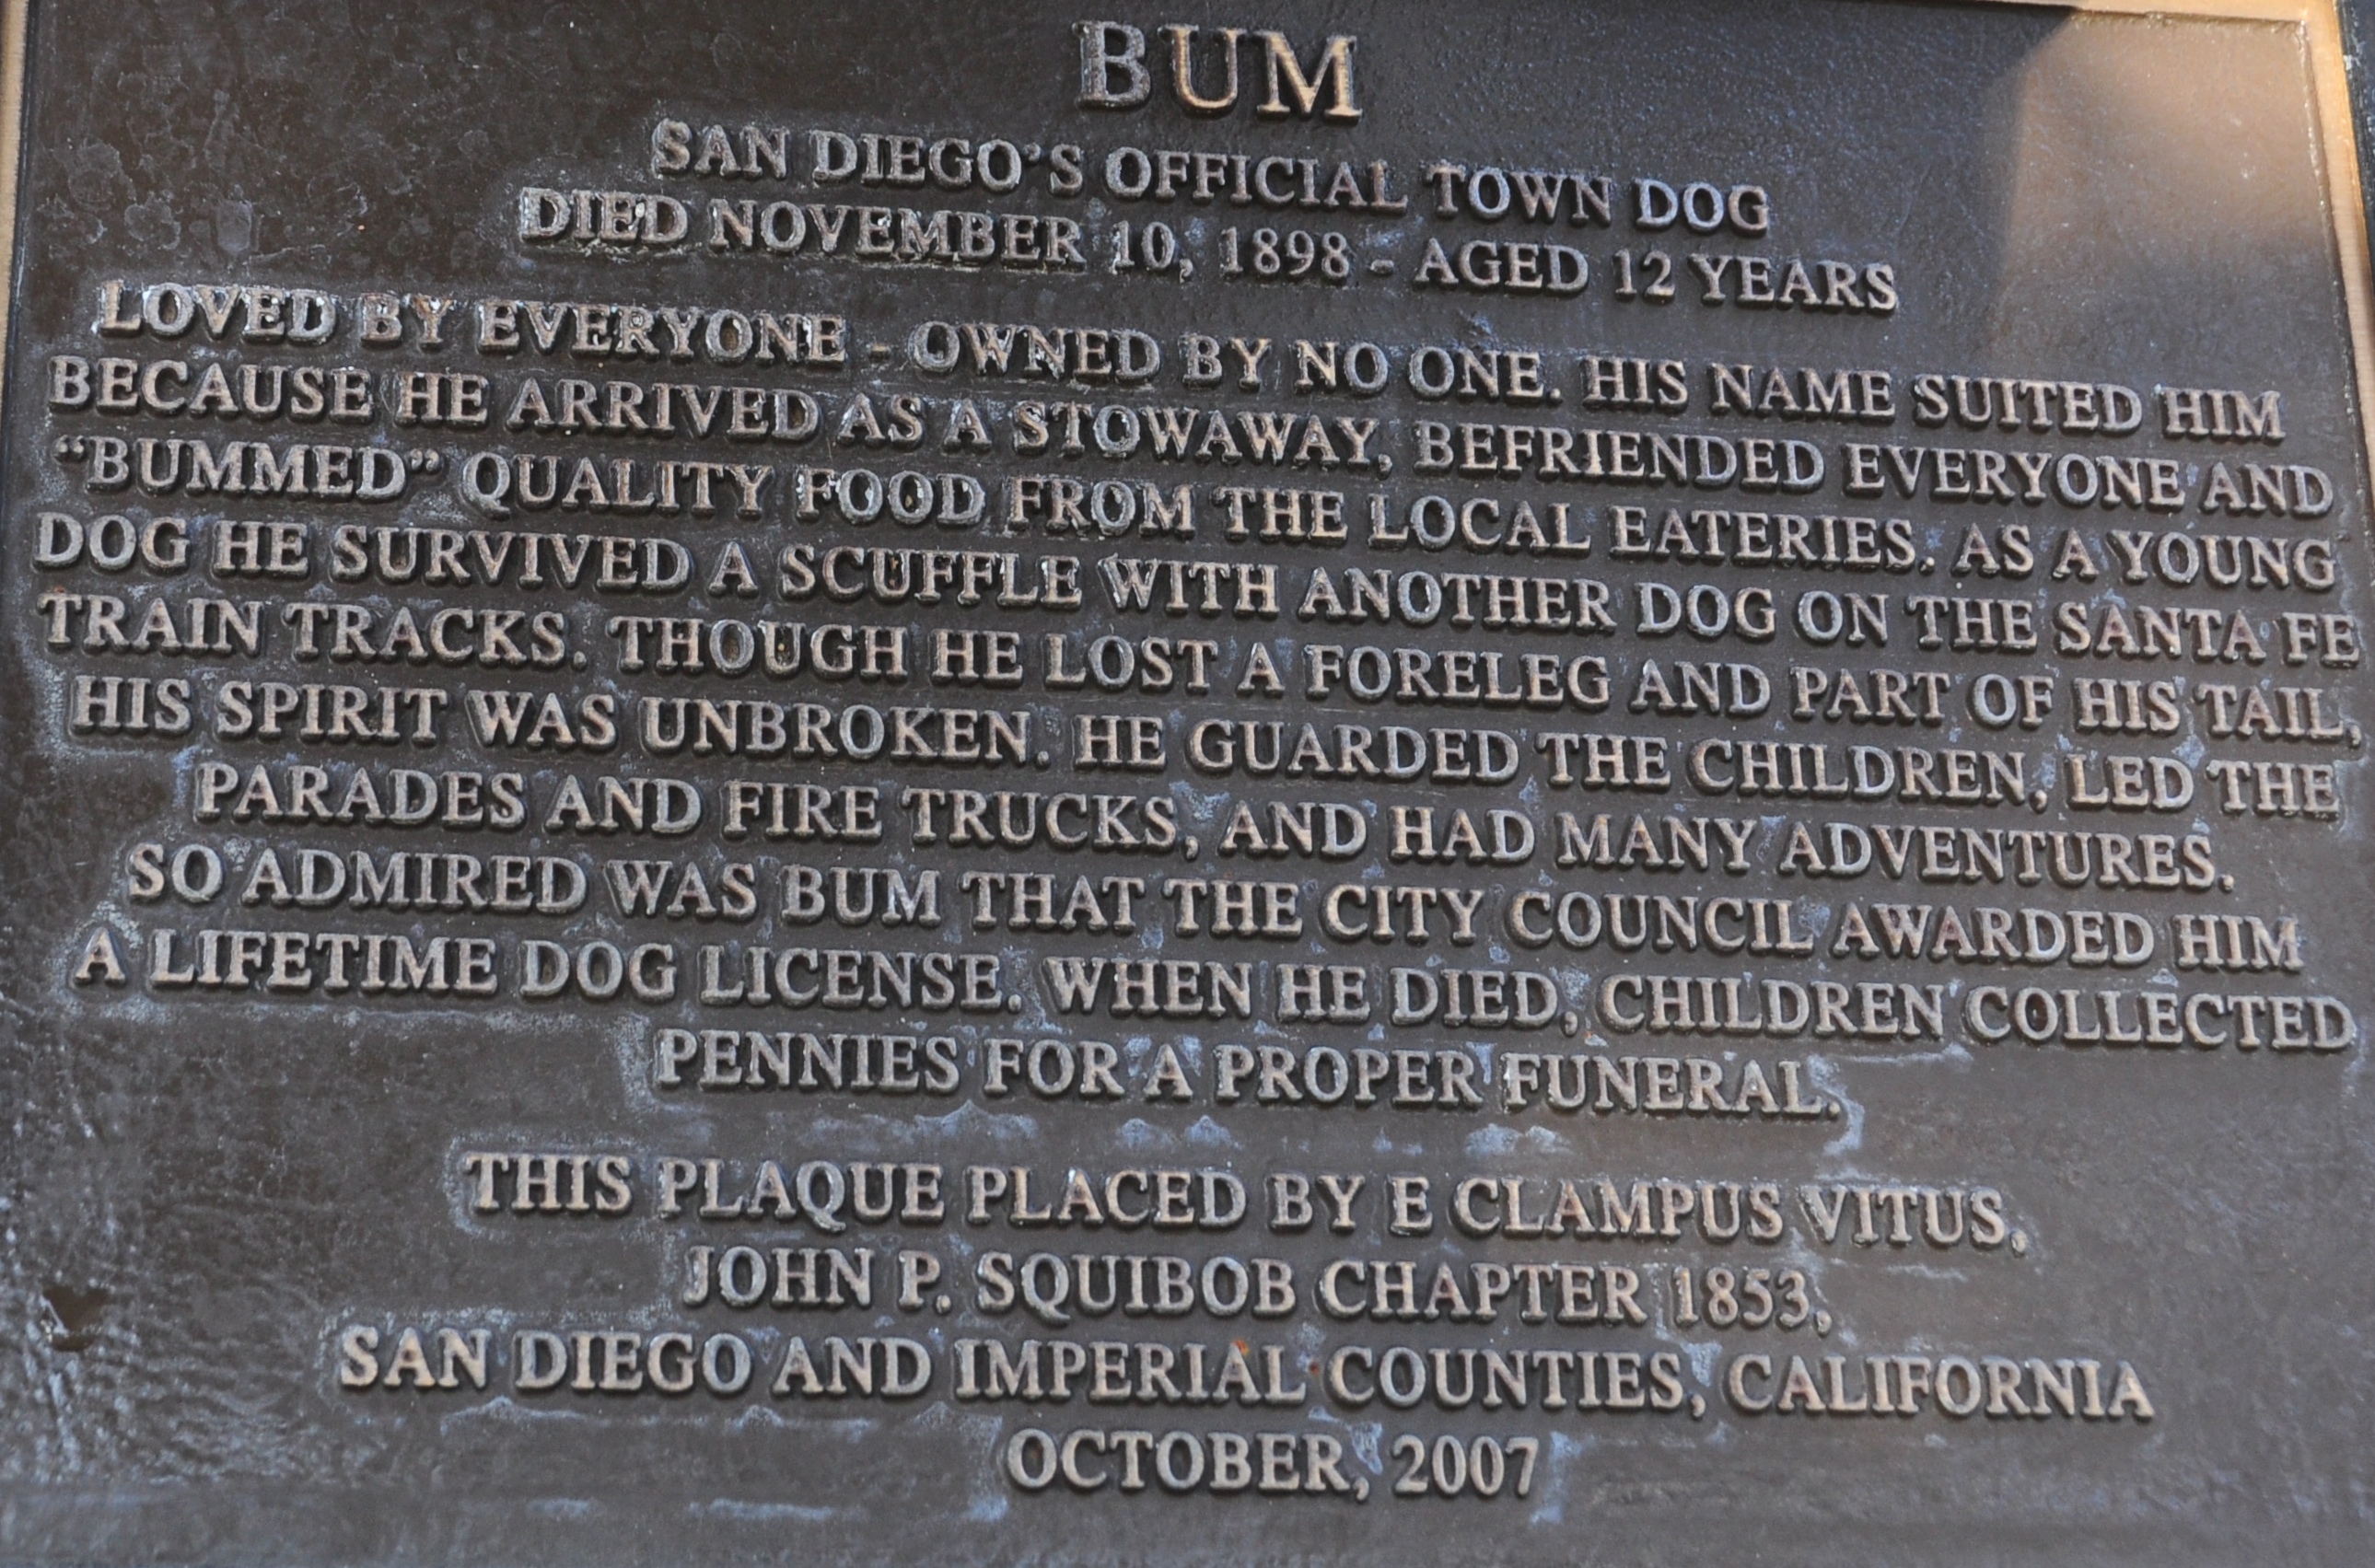 BUM
SAN DIEGO'S OFFICIAL TOWN DOG
DIED NOVEMBER 10, 1898 - AGED 12 YEARS
LOVED BY EVERYONE - OWNED BY NO ONE. HIS NAME SUITED HIM
BECAUSE HE ARRIVED AS A STOWAWAY, BEFRIENDED EVERYONE AND
“BUMMED” QUALITY FOOD FROM THE LOCAL EATERIES. AS A YOUNG
DOG HE SURVIVED A SCUFFLE WITH ANOTHER DOG ON THE SANTA FE
TRAIN TRACKS. THOUGH HE LOST A FORELEG AND PART OF HIS TAIL,
HIS SPIRIT WAS UNBROKEN. HE GUARDED THE CHILDREN, LED THE
PARADES AND FIRE TRUCKS, AND HAD MANY ADVENTURES.
SO ADMIRED WAS BUM THAT THE CITY COUNCIL AWARDED HIM
A LIFETIME DOG LICENSE. WHEN HE DIED, CHILDREN COLLECTED
PENNIES FOR A PROPER FUNERAL.
THIS PLAQUE PLACED BY E CLAMPUS VITUS,
JOHN P. SQUIBOB CHAPTER 1853,
SAN DIEGO AND IMPERIAL COUNTIES, CALIFORNIA
OCTOBER, 2007